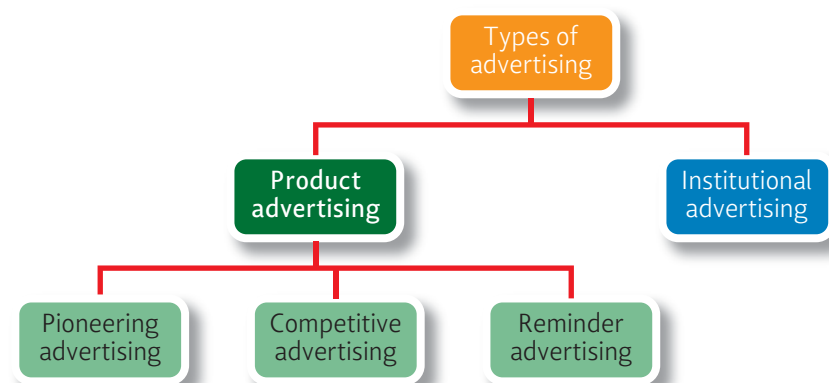 Types of
advertising
Product
advertising
Institutional
advertising
Pioneering
advertising
Competitive
advertising
Reminder
advertising